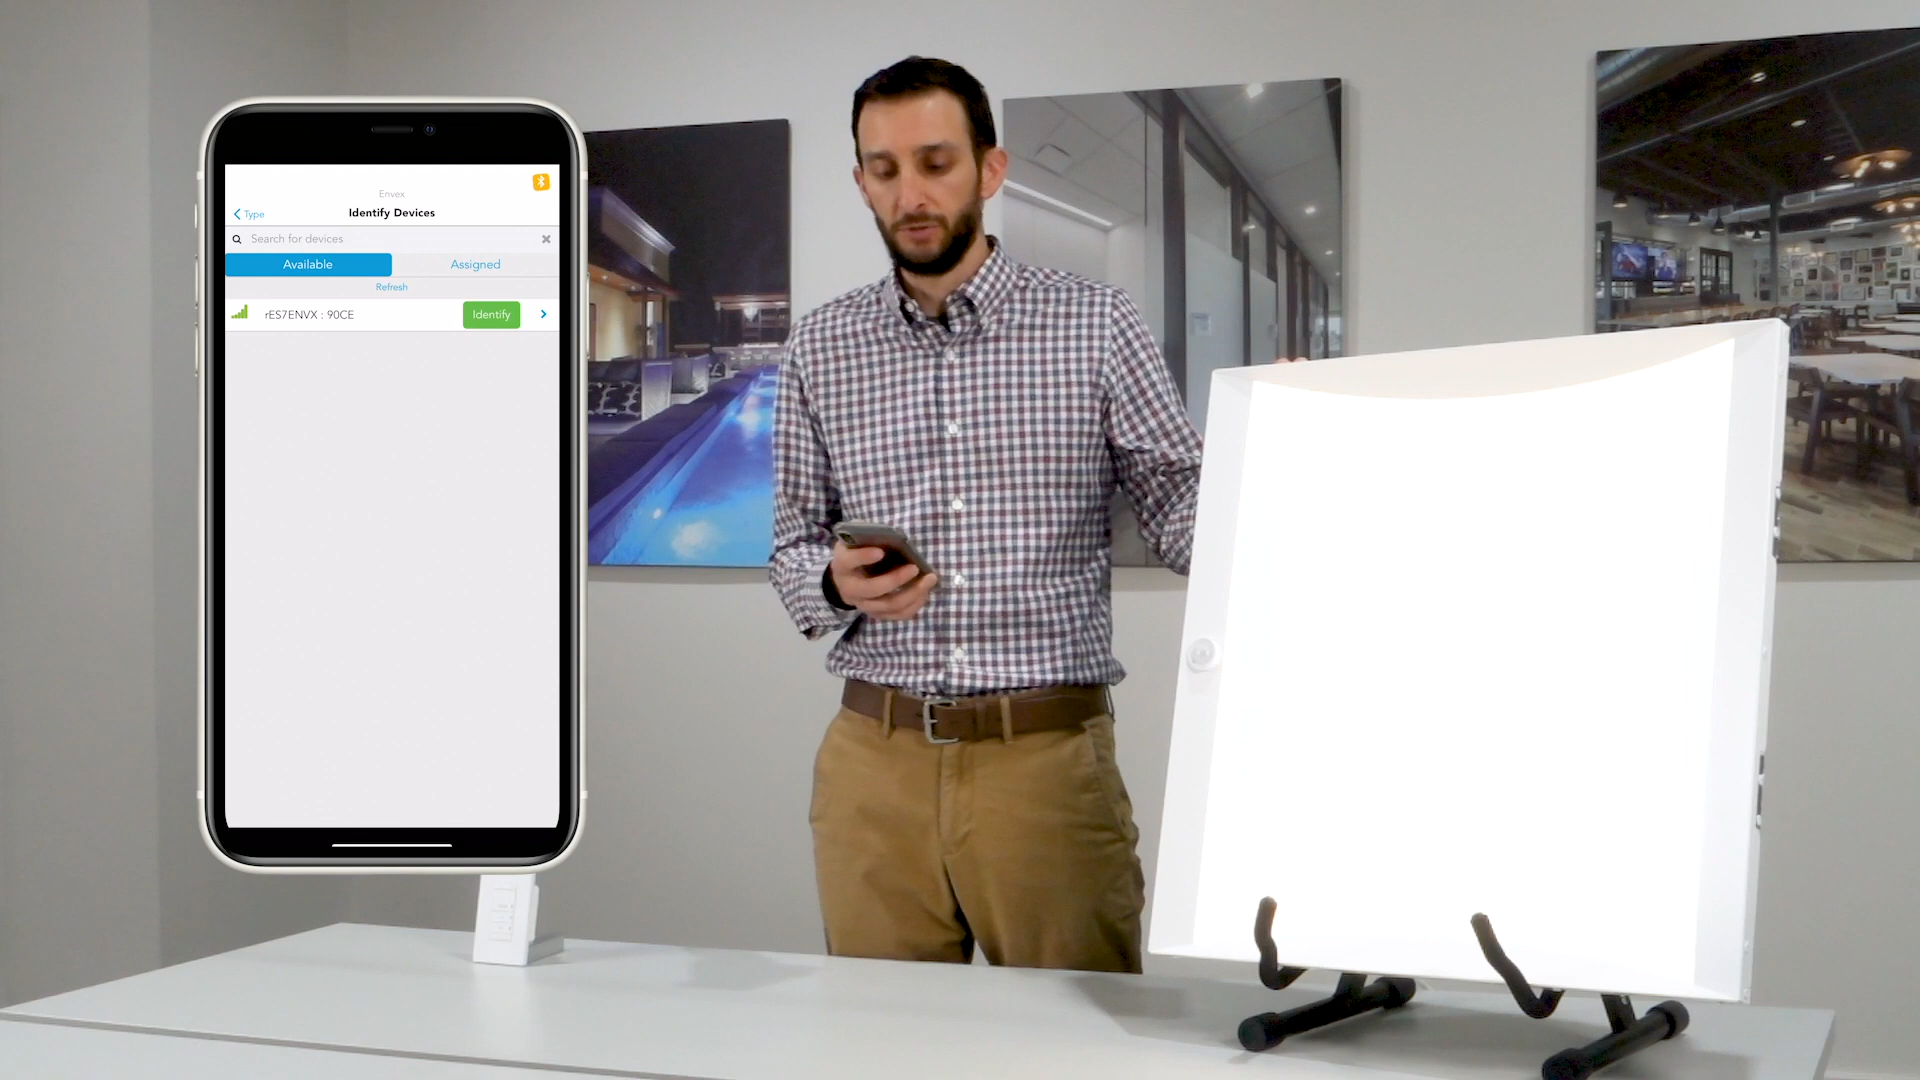 Envex
Type
Identify Devices
Search for devices
Available
Assigned
Refresh
rES7ENVX : 90CE
Identify